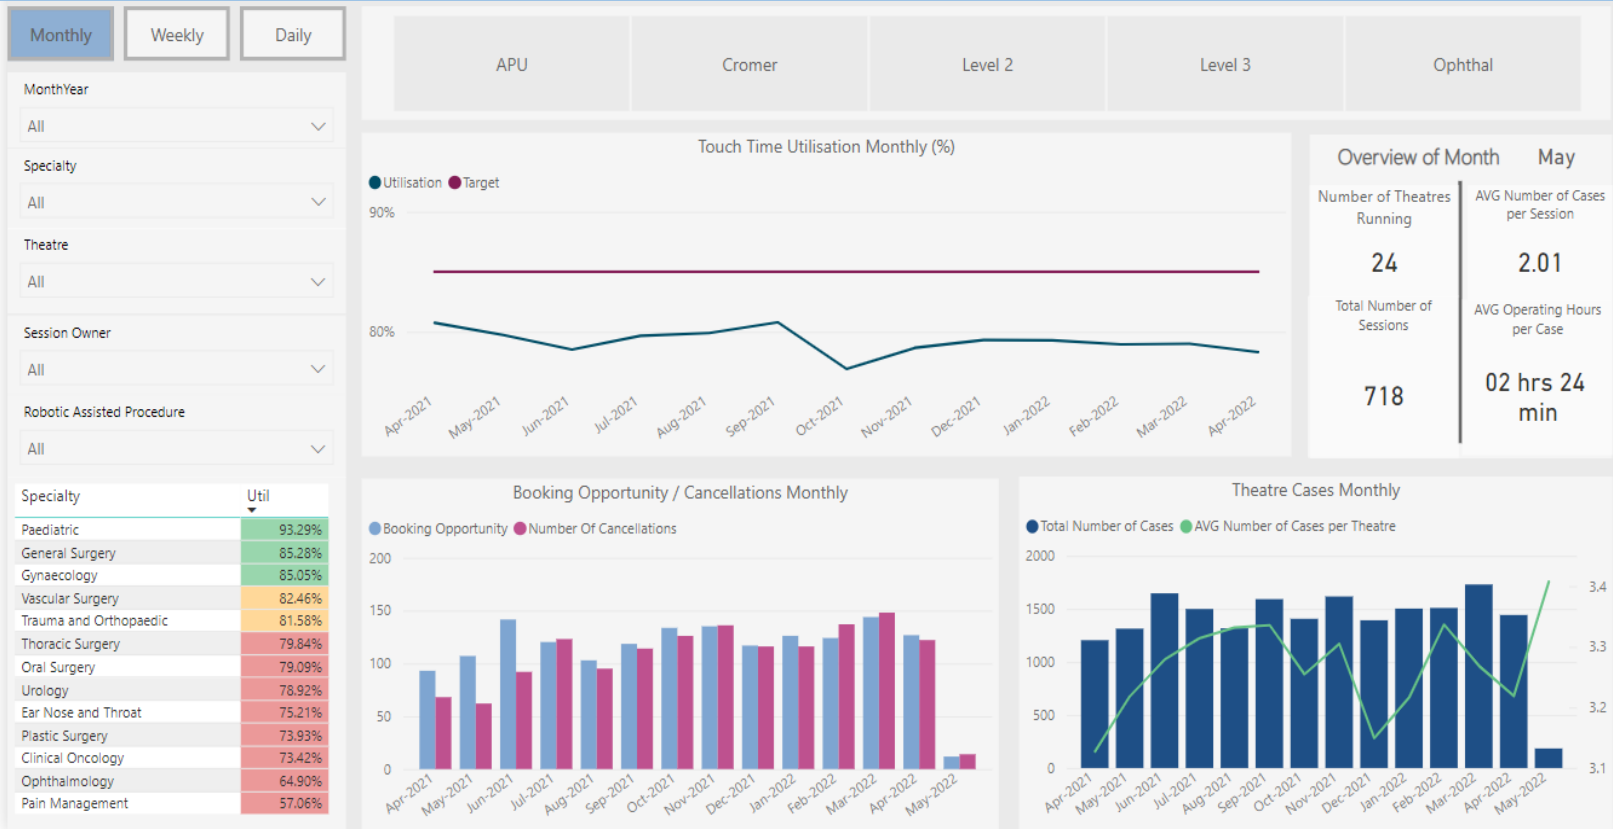 Monthly
Weekly
Daily
APU
Cromer
Level 2
Level 3
Ophthal
MonthYear
All
Specialty
All
Theatre
All
Session Owner
All
Robotic Assisted Procedure
All
Specialty Util
Paediatric 93.29%
General Surgery 85.28%
Gynaecology 85.05%
Vascular Surgery 82.46%
Trauma and Orthopaedic 81.58%
Thoracic Surgery 79.84%
Oral Surgery 79.09%
Urology 78.92%
Ear Nose and Throat 75.21%
Plastic Surgery 73.93%
Clinical Oncology 73.42%
Ophthalmology 64.90%
Pain Management 57.06%
Touch Time Utilisation Monthly (%)
Utilisation Target
90%
80%
Apr-2021 May-2021 Jun-2021 Jul-2021 Aug-2021 Sep-2021 Oct-2021 Nov-2021 Dec-2021 Jan-2022 Feb-2022 Mar-2022 Apr-2022
Overview of Month May
Number of Theatres
Running
24
AVG Number of Cases
per Session
2.01
Total Number of
Sessions
718
AVG Operating Hours
per Case
02 hrs 24
min
Booking Opportunity / Cancellations Monthly
Booking Opportunity Number Of Cancellations
200
150
100
50
0
Apr-2021 May-2021 Jun-2021 Jul-2021 Aug-2021 Sep-2021 Oct-2021 Nov-2021 Dec-2021 Jan-2022 Feb-2022 Mar-2022 Apr-2022 May-2022
Theatre Cases Monthly
Total Number of Cases AVG Number of Cases per Theatre
2000
1500
1000
500
0
3.4
3.3
3.2
3.1
Apr-2021 May-2021 Jun-2021 Jul-2021 Aug-2021 Sep-2021 Oct-2021 Nov-2021 Dec-2021 Jan-2022 Feb-2022 Mar-2022 Apr-2022 May-2022